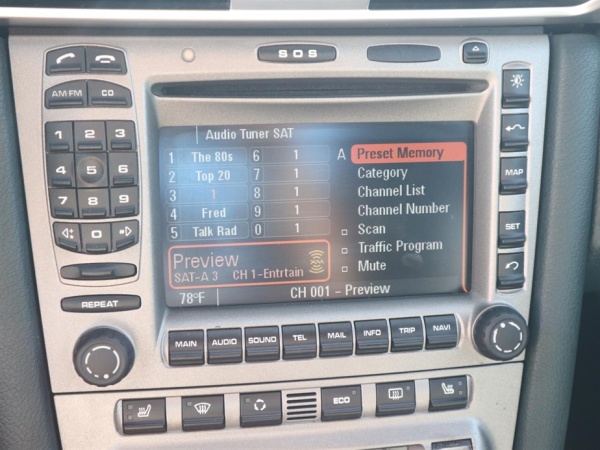 SOS
AM·FM CD
1 2 3
4 5 6
7 8 9
0
REPEAT
Audio Tuner SAT
1 The 80s 6 1
2 Top 20 7 1
3 1 8 1
4 Fred 9 1
5 Talk Rad 0 1
A Preset Memory
Category
Channel List
Channel Number
Scan
Traffic Program
Mute
Preview
SAT-A 3 CH 1-Entrtain
78°F CH 001 - Preview
MAP
SET
MAIN AUDIO SOUND TEL MAIL INFO TRIP NAVI
ECO